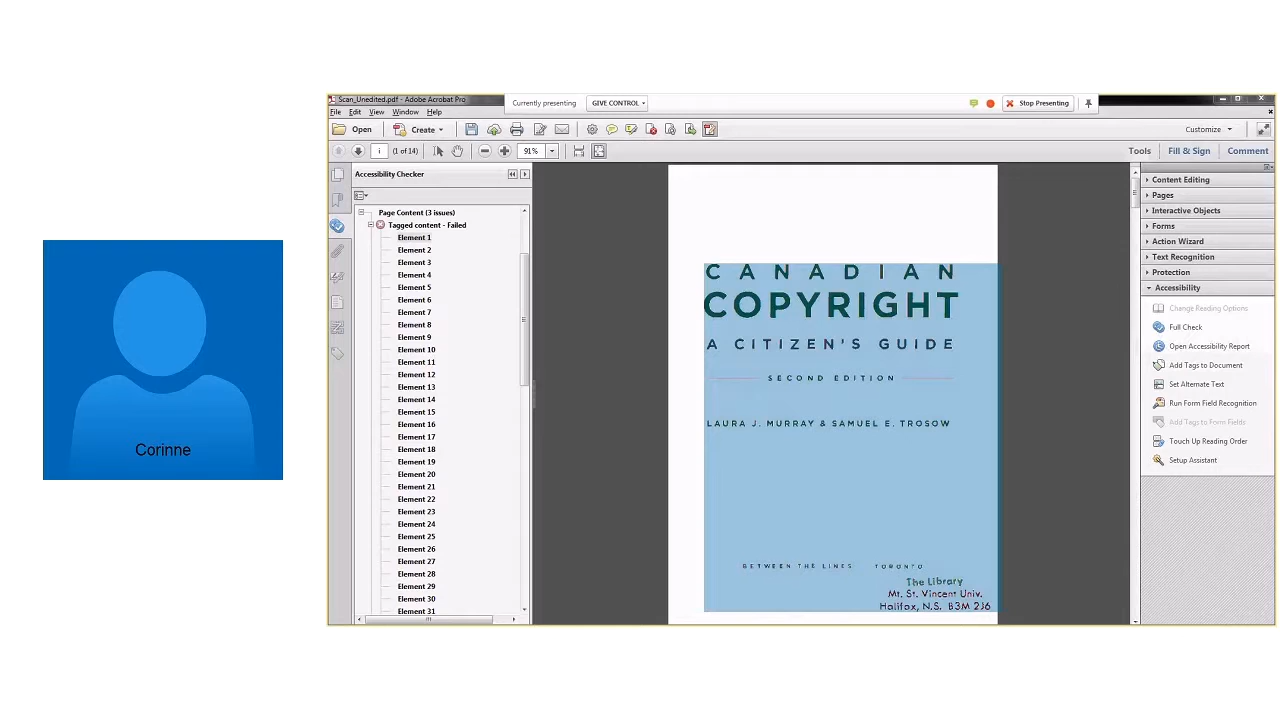 Corinne
Scan_Unedited.pdf - Adobe Acrobat Pro
Currently presenting
GIVE CONTROL
Stop Presenting
File Edit View Window Help
Open
Create
Customize
i
(1 of 14)
91%
Tools
Fill & Sign
Comment
Accessibility Checker
Page Content (3 issues)
Tagged content - Failed
Element 1
Element 2
Element 3
Element 4
Element 5
Element 6
Element 7
Element 8
Element 9
Element 10
Element 11
Element 12
Element 13
Element 14
Element 15
Element 16
Element 17
Element 18
Element 19
Element 20
Element 21
Element 22
Element 23
Element 24
Element 25
Element 26
Element 27
Element 28
Element 29
Element 30
Element 31
CANADIAN
COPYRIGHT
A CITIZEN'S GUIDE
SECOND EDITION
LAURA J. MURRAY & SAMUEL E. TROSOW
BETWEEN THE LINES TORONTO
The Library
Mt. St. Vincent Univ.
Halifax, N.S. B3M 2J6
Content Editing
Pages
Interactive Objects
Forms
Action Wizard
Text Recognition
Protection
Accessibility
Change Reading Options
Full Check
Open Accessibility Report
Add Tags to Document
Set Alternate Text
Run Form Field Recognition
Add Tags to Form Fields
Touch Up Reading Order
Setup Assistant